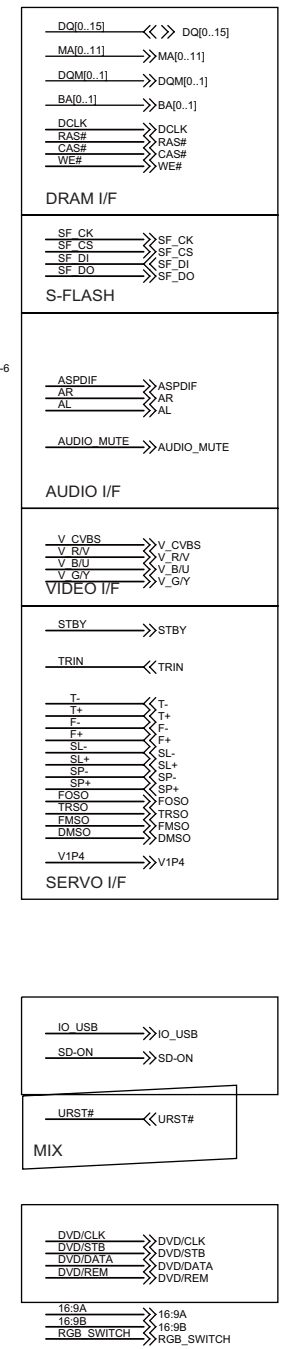 DQ[0..15] DQ[0..15]
MA[0..11] MA[0..11]
DQM[0..1] DQM[0..1]
BA[0..1] BA[0..1]
DCLK DCLK
RAS# RAS#
CAS# CAS#
WE# WE#
DRAM I/F
SF_CK SF_CK
SF_CS SF_CS
SF_DI SF_DI
SF_DO SF_DO
S-FLASH
-6
ASPDIF ASPDIF
AR AR
AL AL
AUDIO_MUTE AUDIO_MUTE
AUDIO I/F
V_CVBS V_CVBS
V_R/V V_R/V
V_B/U V_B/U
V_G/Y V_G/Y
VIDEO I/F
STBY STBY
TRIN TRIN
T- T-
T+ T+
F- F-
F+ F+
SL- SL-
SL+ SL+
SP- SP-
SP+ SP+
FOSO FOSO
TRSO TRSO
FMSO FMSO
DMSO DMSO
V1P4 V1P4
SERVO I/F
IO_USB IO_USB
SD-ON SD-ON
URST# URST#
MIX
DVD/CLK DVD/CLK
DVD/STB DVD/STB
DVD/DATA DVD/DATA
DVD/REM DVD/REM
16:9A 16:9A
16:9B 16:9B
RGB_SWITCH RGB_SWITCH